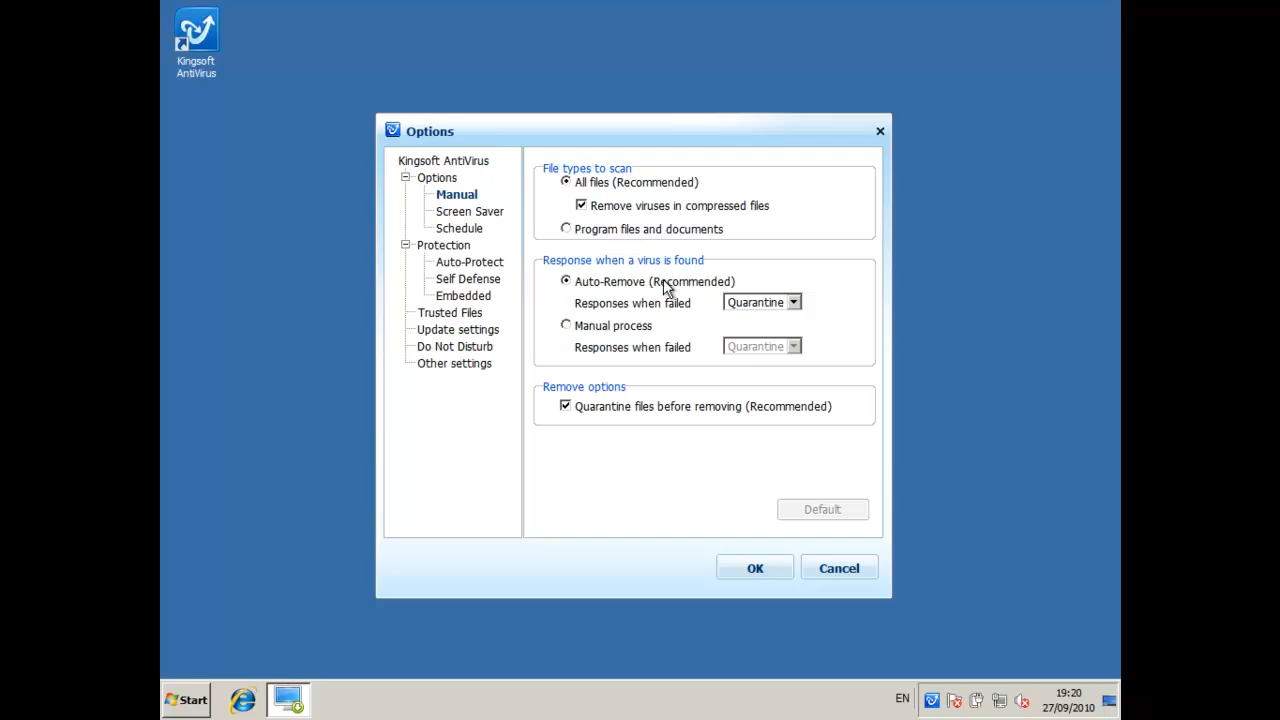 Kingsoft
AntiVirus
Options
Kingsoft AntiVirus
Options
Manual
Screen Saver
Schedule
Protection
Auto-Protect
Self Defense
Embedded
Trusted Files
Update settings
Do Not Disturb
Other settings
File types to scan
All files (Recommended)
Remove viruses in compressed files
Program files and documents
Response when a virus is found
Auto-Remove (Recommended)
Responses when failed Quarantine
Manual process
Responses when failed Quarantine
Remove options
Quarantine files before removing (Recommended)
Default
OK Cancel
Start EN 19:20
27/09/2010